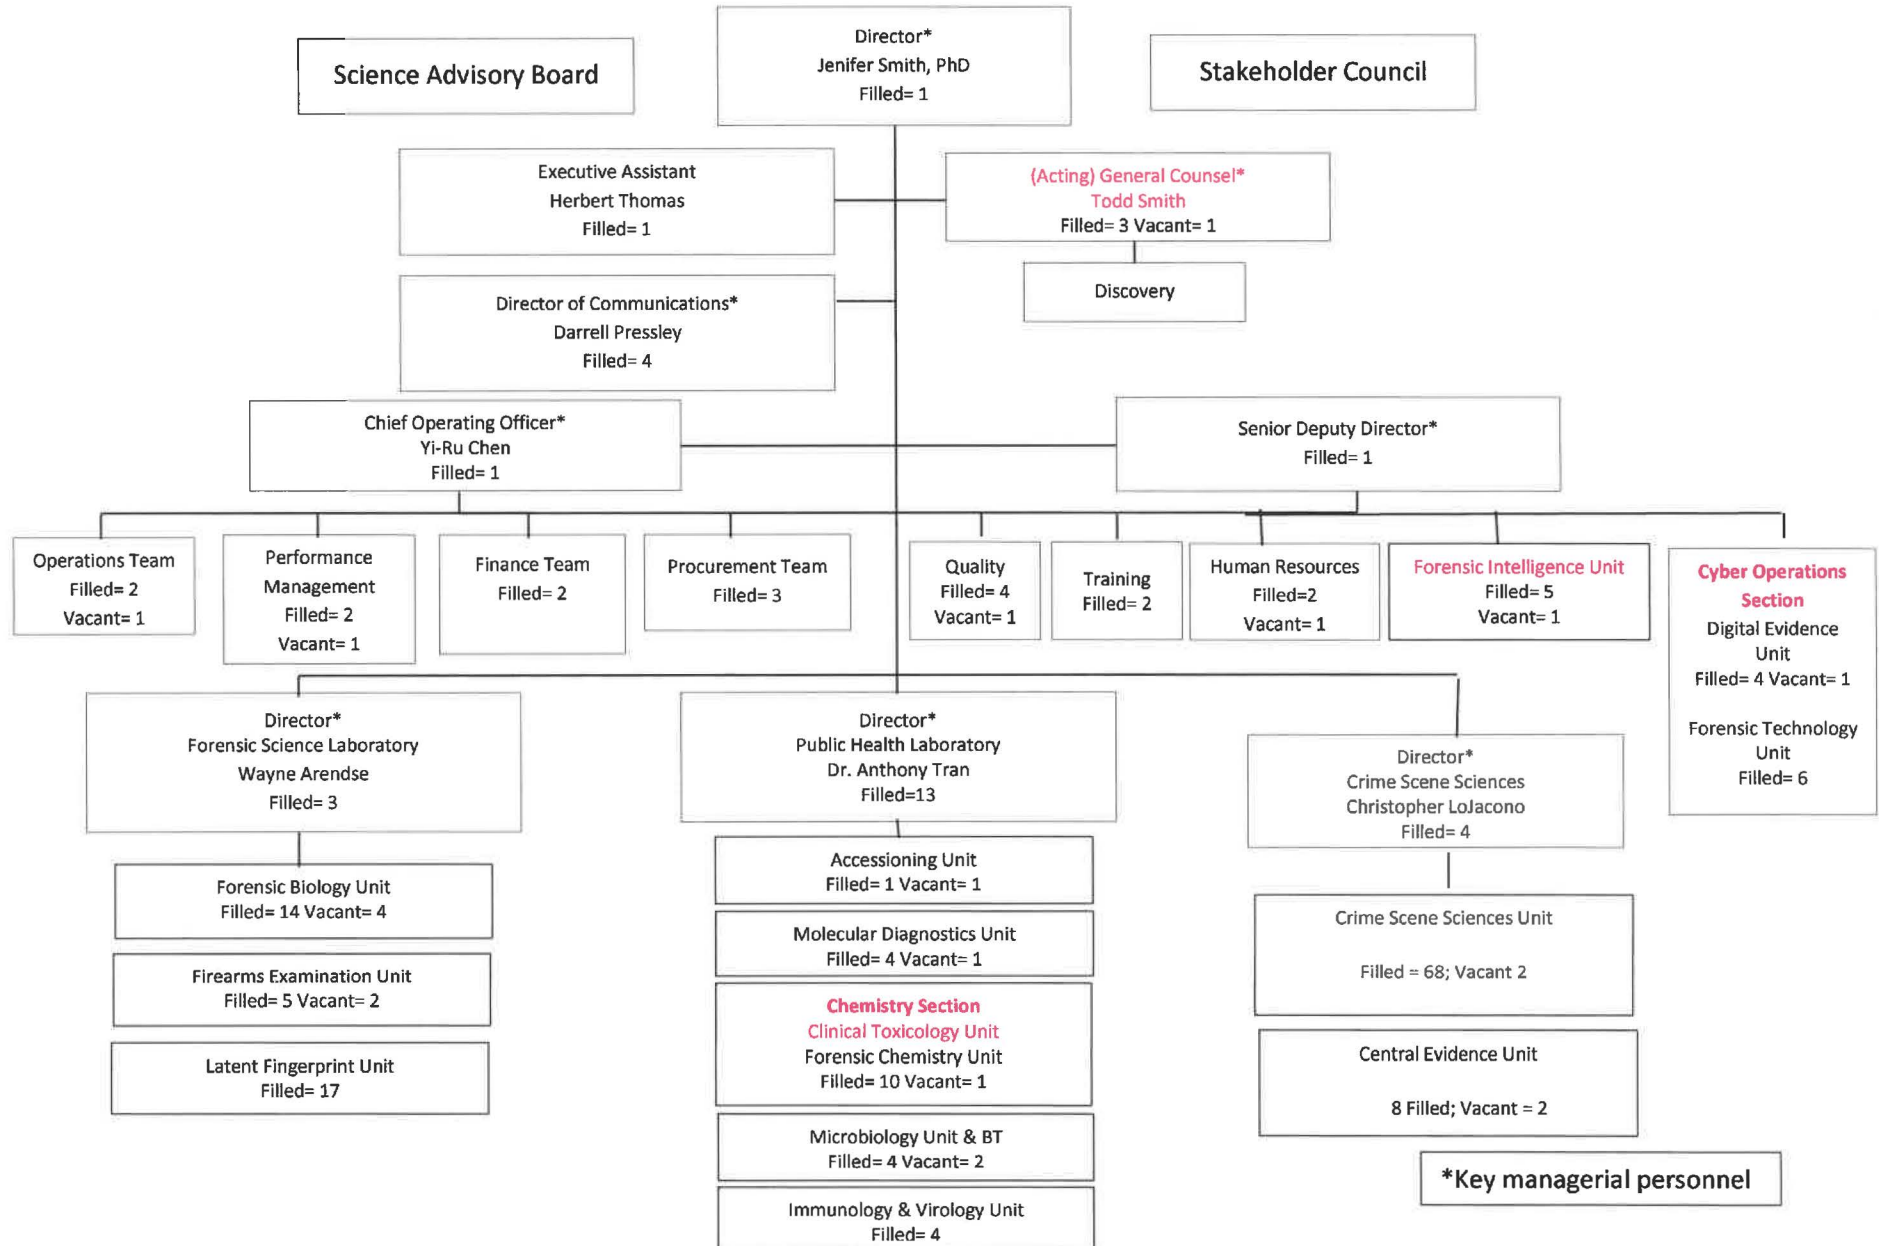 Science Advisory Board
Director*
Jenifer Smith, PhD
Filled= 1
Stakeholder Council
Executive Assistant
Herbert Thomas
Filled= 1
(Acting) General Counsel*
Todd Smith
Filled= 3 Vacant= 1
Discovery
Director of Communications*
Darrell Pressley
Filled= 4
Chief Operating Officer*
Yi-Ru Chen
Filled= 1
Senior Deputy Director*
Filled= 1
Operations Team
Filled= 2
Vacant= 1
Performance
Management
Filled= 2
Vacant= 1
Finance Team
Filled= 2
Procurement Team
Filled= 3
Quality
Filled= 4
Vacant= 1
Training
Filled= 2
Human Resources
Filled=2
Vacant= 1
Forensic Intelligence Unit
Filled= 5
Vacant= 1
Cyber Operations
Section
Digital Evidence
Unit
Filled= 4 Vacant= 1
Forensic Technology
Unit
Filled= 6
Director*
Forensic Science Laboratory
Wayne Arendse
Filled= 3
Forensic Biology Unit
Filled= 14 Vacant= 4
Firearms Examination Unit
Filled= 5 Vacant= 2
Latent Fingerprint Unit
Filled= 17
Director*
Public Health Laboratory
Dr. Anthony Tran
Filled=13
Accessioning Unit
Filled= 1 Vacant= 1
Molecular Diagnostics Unit
Filled= 4 Vacant= 1
Chemistry Section
Clinical Toxicology Unit
Forensic Chemistry Unit
Filled= 10 Vacant= 1
Microbiology Unit & BT
Filled= 4 Vacant= 2
Immunology & Virology Unit
Filled= 4
Director*
Crime Scene Sciences
Christopher LoJacono
Filled= 4
Crime Scene Sciences Unit
Filled = 68; Vacant 2
Central Evidence Unit
8 Filled; Vacant = 2
*Key managerial personnel